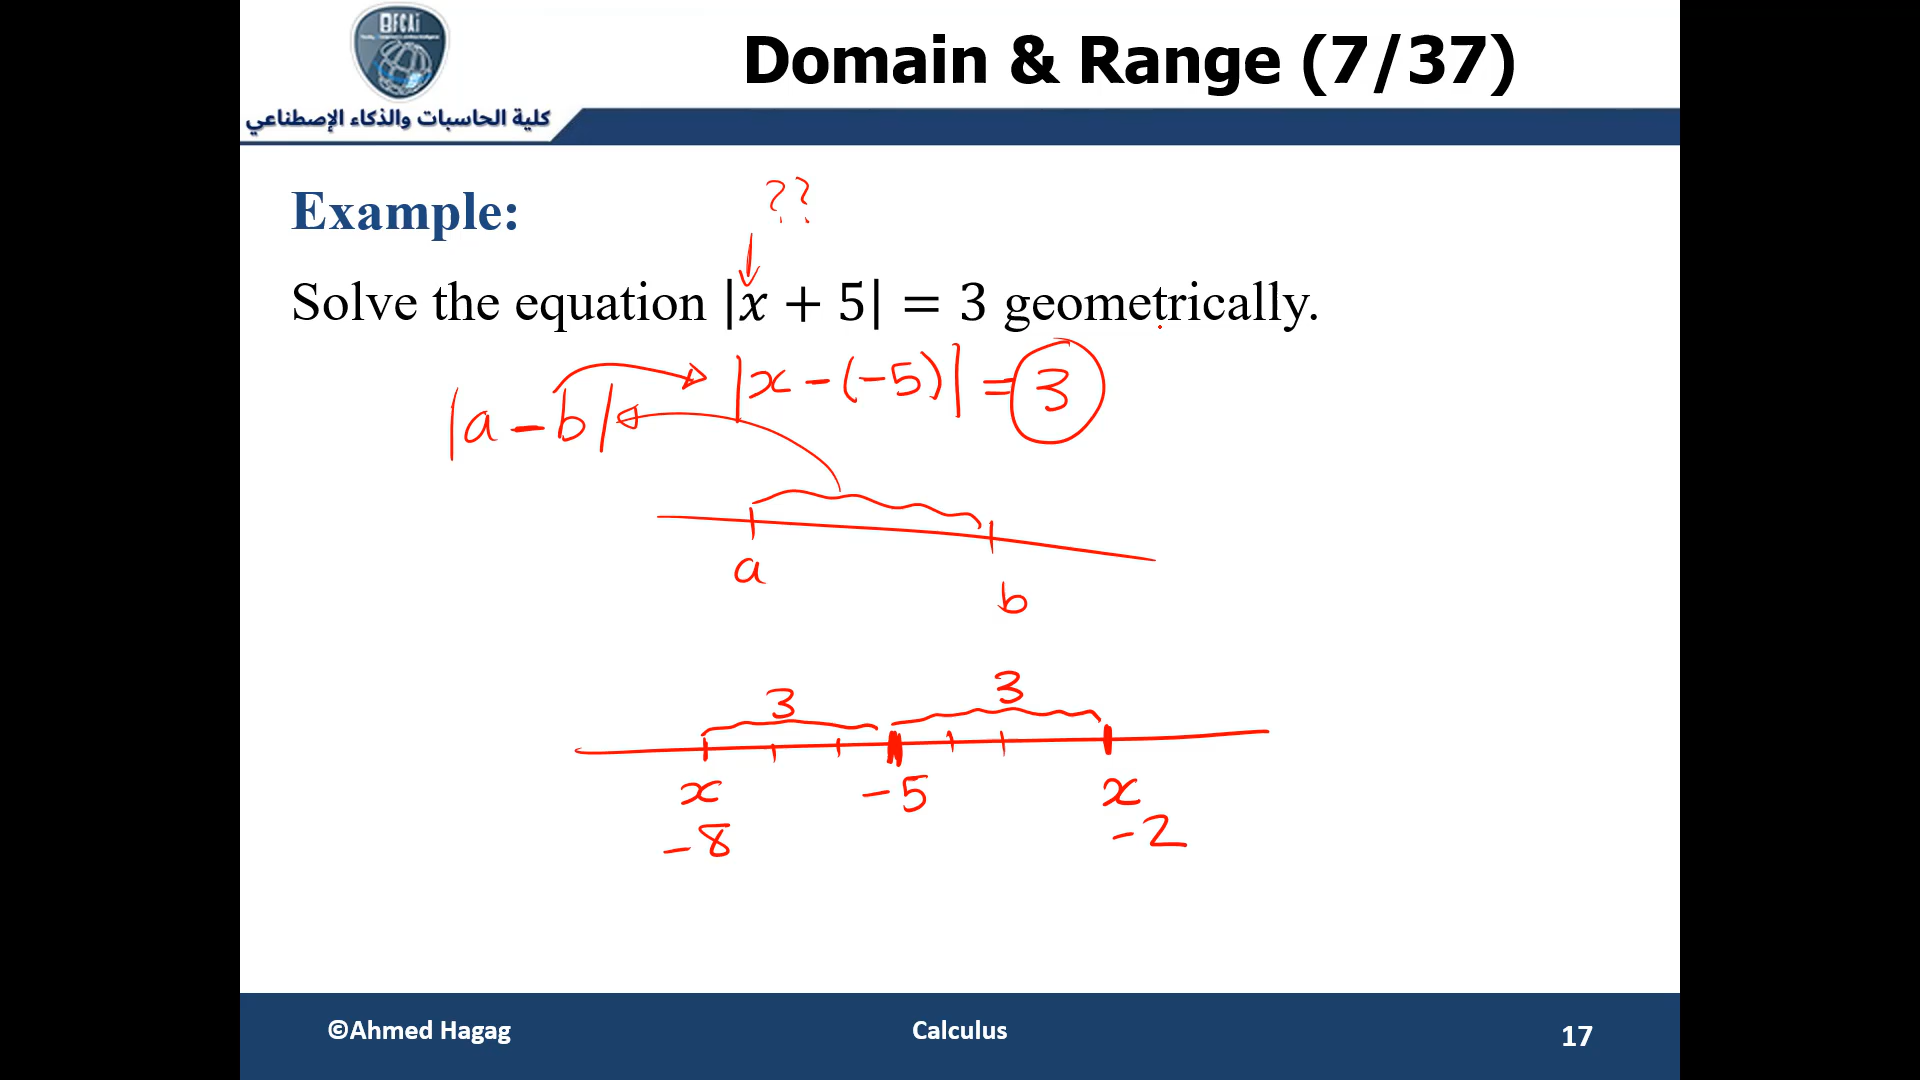 FCAi
Domain & Range (7/37)
كلية الحاسبات والذكاء الإصطناعي
Example:
??
Solve the equation |x + 5| = 3 geometrically.
|a - b| |x - (-5)| = 3
a
b
3 3
x -5 x
-8 -2
©Ahmed Hagag Calculus 17